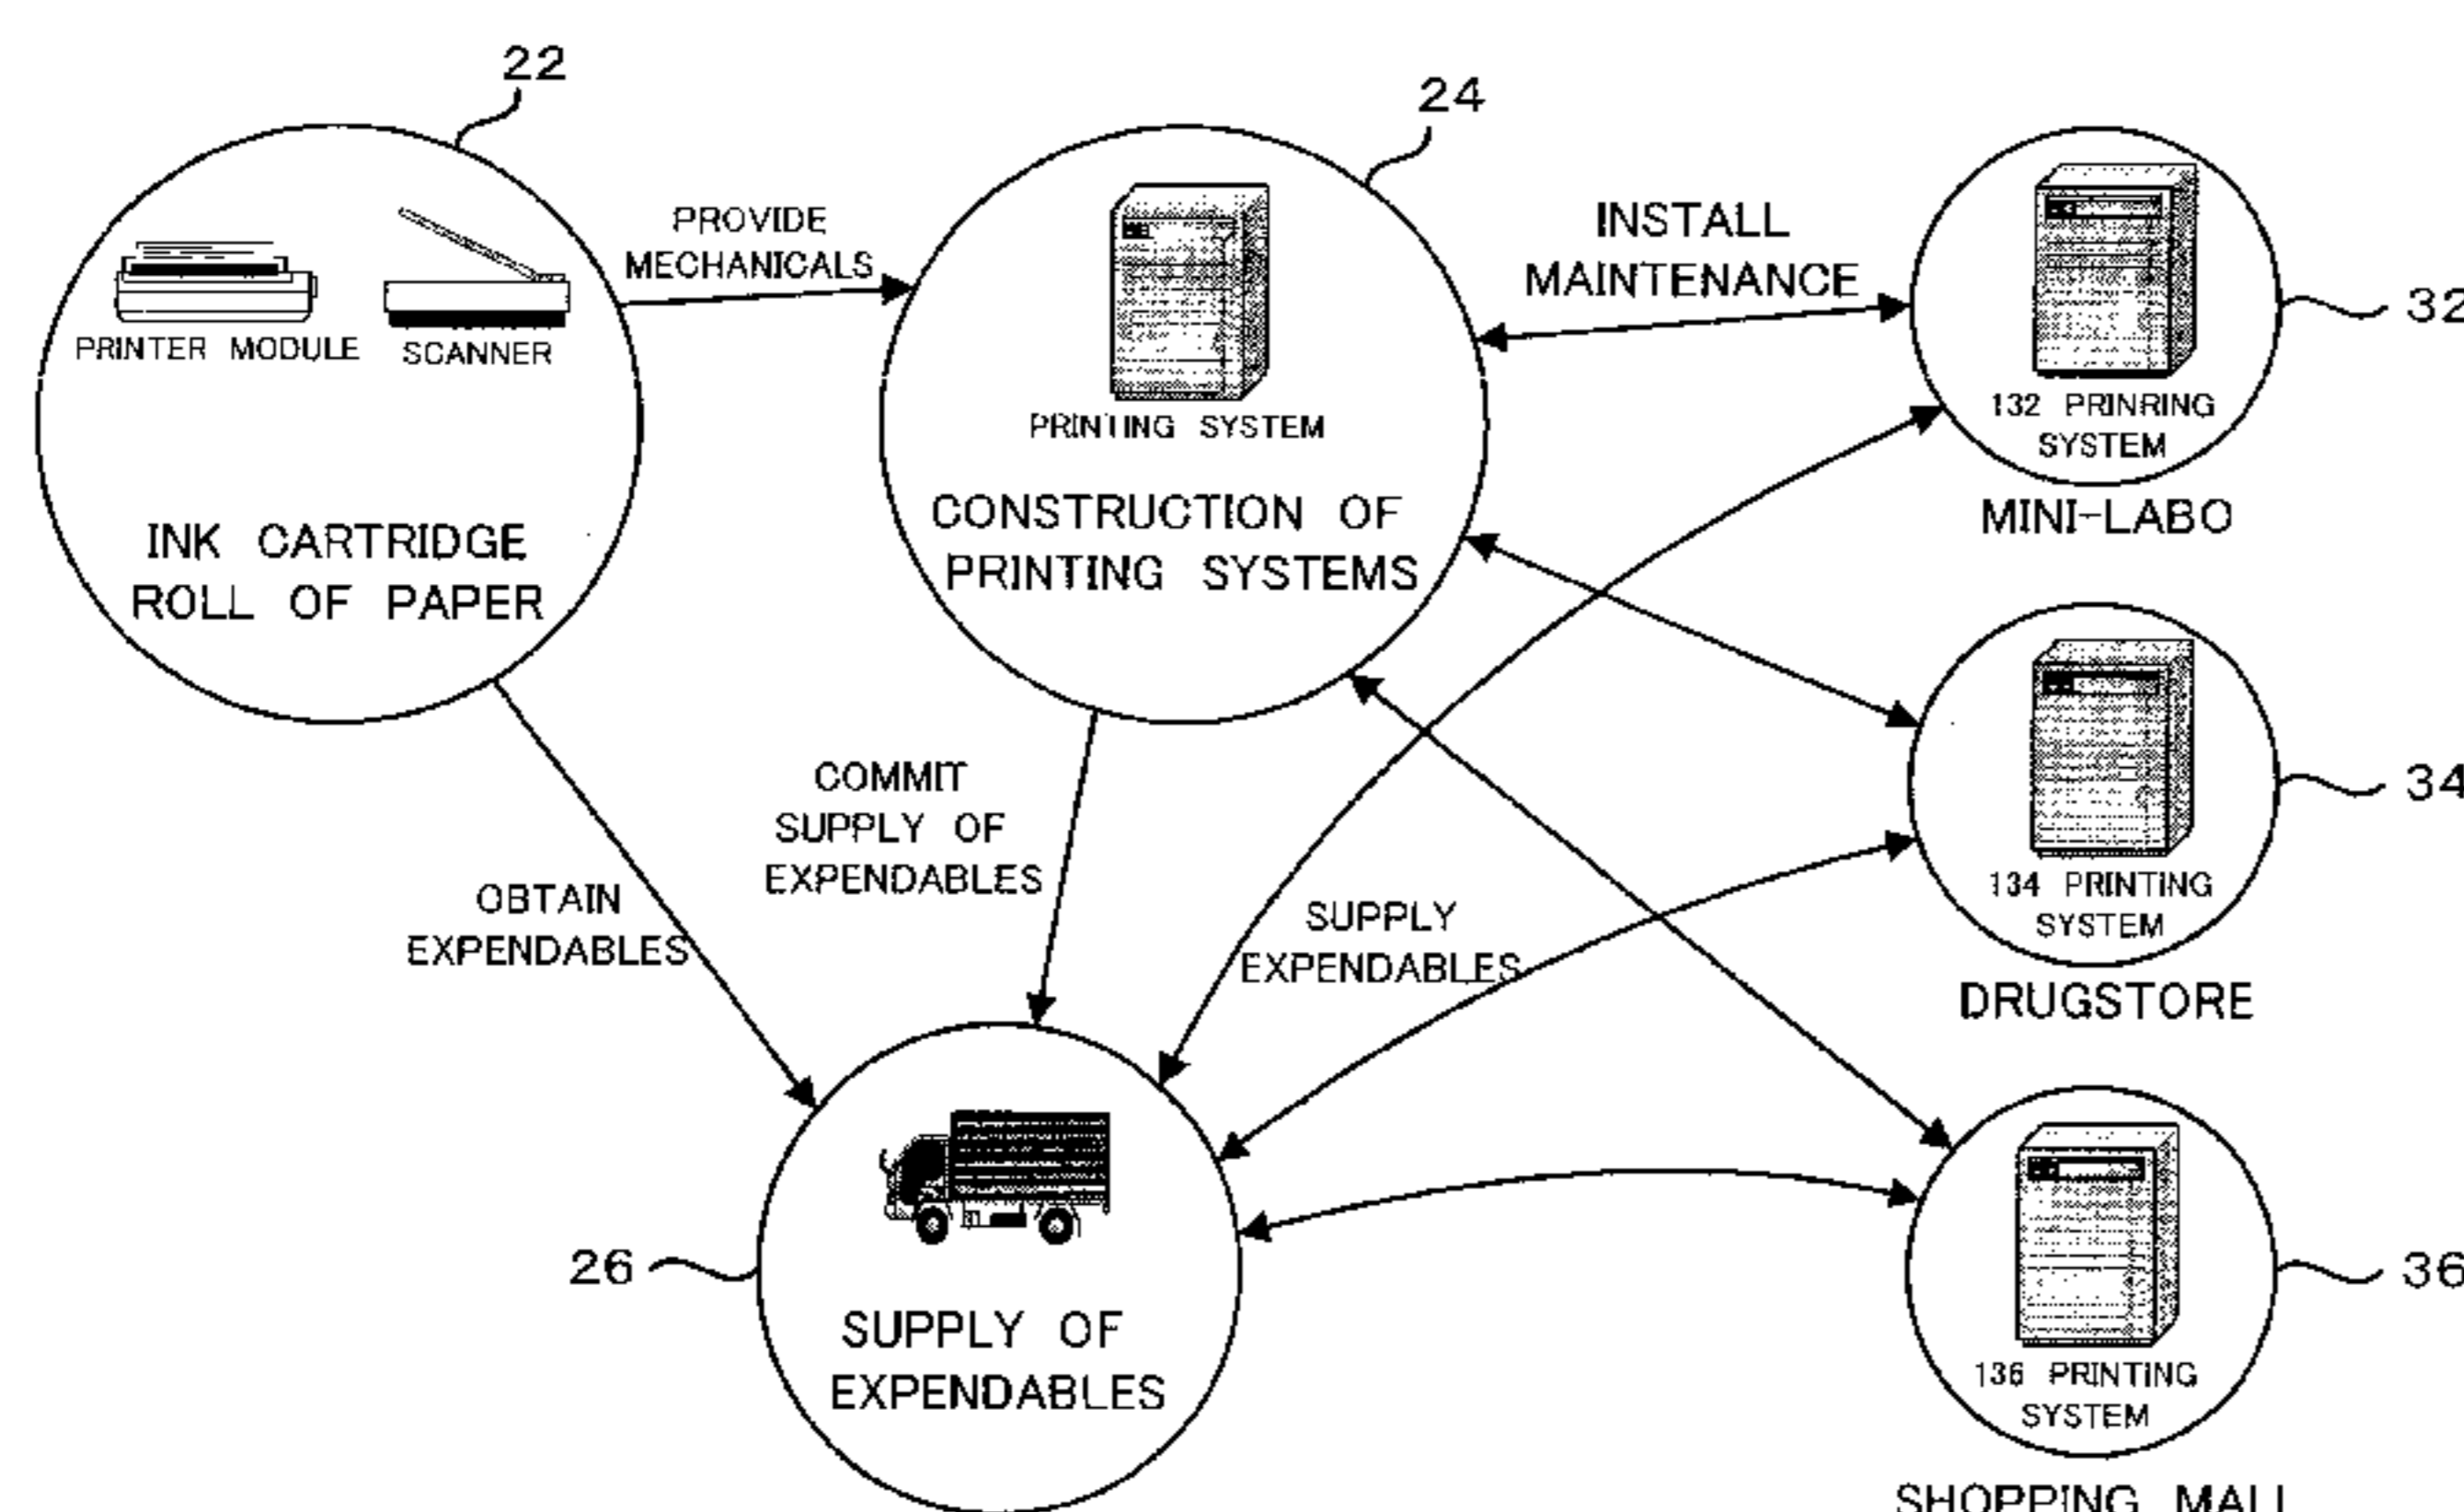 22
24
PROVIDE
MECHANICALS
INSTALL
MAINTENANCE
32
PRINTER MODULE
SCANNER
PRINTING SYSTEM
132 PRINRING
SYSTEM
MINI-LABO
INK CARTRIDGE
ROLL OF PAPER
CONSTRUCTION OF
PRINTING SYSTEMS
34
134 PRINTING
SYSTEM
DRUGSTORE
COMMIT
SUPPLY OF
EXPENDABLES
OBTAIN
EXPENDABLES
SUPPLY
EXPENDABLES
26
SUPPLY OF
EXPENDABLES
36
136 PRINTING
SYSTEM
SHOPPING MALL